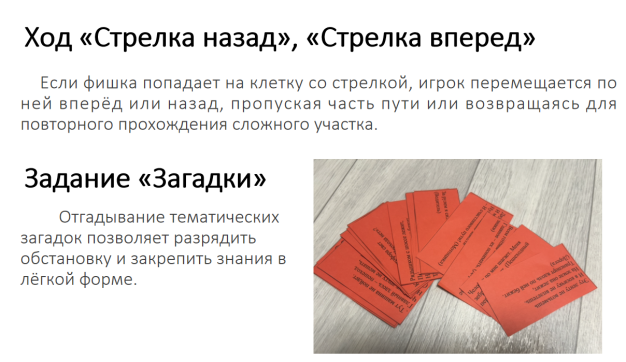 Ход «Стрелка назад», «Стрелка вперед»
Если фишка попадает на клетку со стрелкой, игрок перемещается по
ней вперёд или назад, пропуская часть пути или возвращаясь для
повторного прохождения сложного участка.
Задание «Загадки»
Отгадывание тематических
загадок позволяет разрядить
обстановку и закрепить знания в
лёгкой форме.